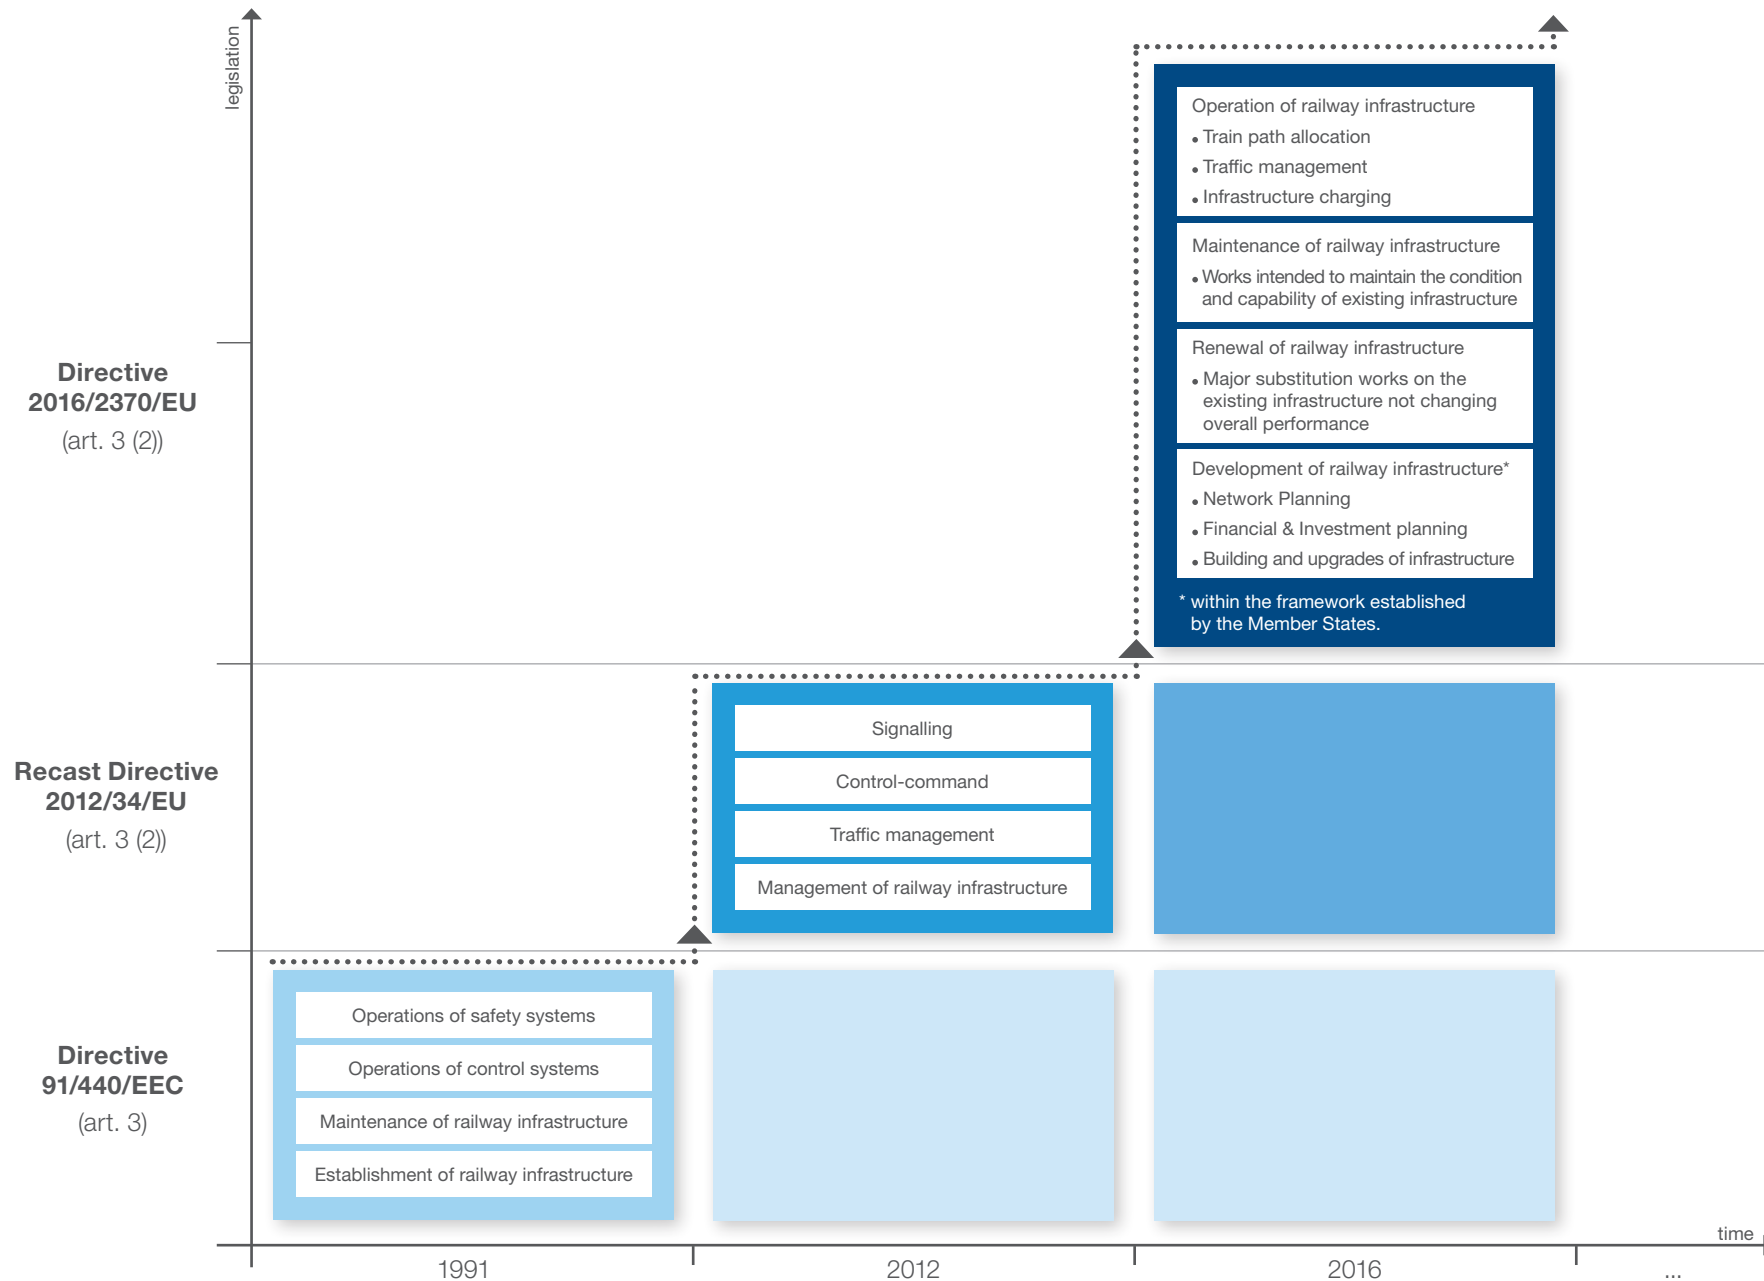 legislation
Operation of railway infrastructure
• Train path allocation
• Traffic management
• Infrastructure charging
Maintenance of railway infrastructure
• Works intended to maintain the condition
and capability of existing infrastructure
Renewal of railway infrastructure
• Major substitution works on the
existing infrastructure not changing
overall performance
Development of railway infrastructure*
• Network Planning
• Financial & Investment planning
• Building and upgrades of infrastructure
* within the framework established
by the Member States.
Directive
2016/2370/EU
(art. 3 (2))
Signalling
Control-command
Traffic management
Management of railway infrastructure
Recast Directive
2012/34/EU
(art. 3 (2))
Operations of safety systems
Operations of control systems
Maintenance of railway infrastructure
Establishment of railway infrastructure
Directive
91/440/EEC
(art. 3)
time
1991
2012
2016
...